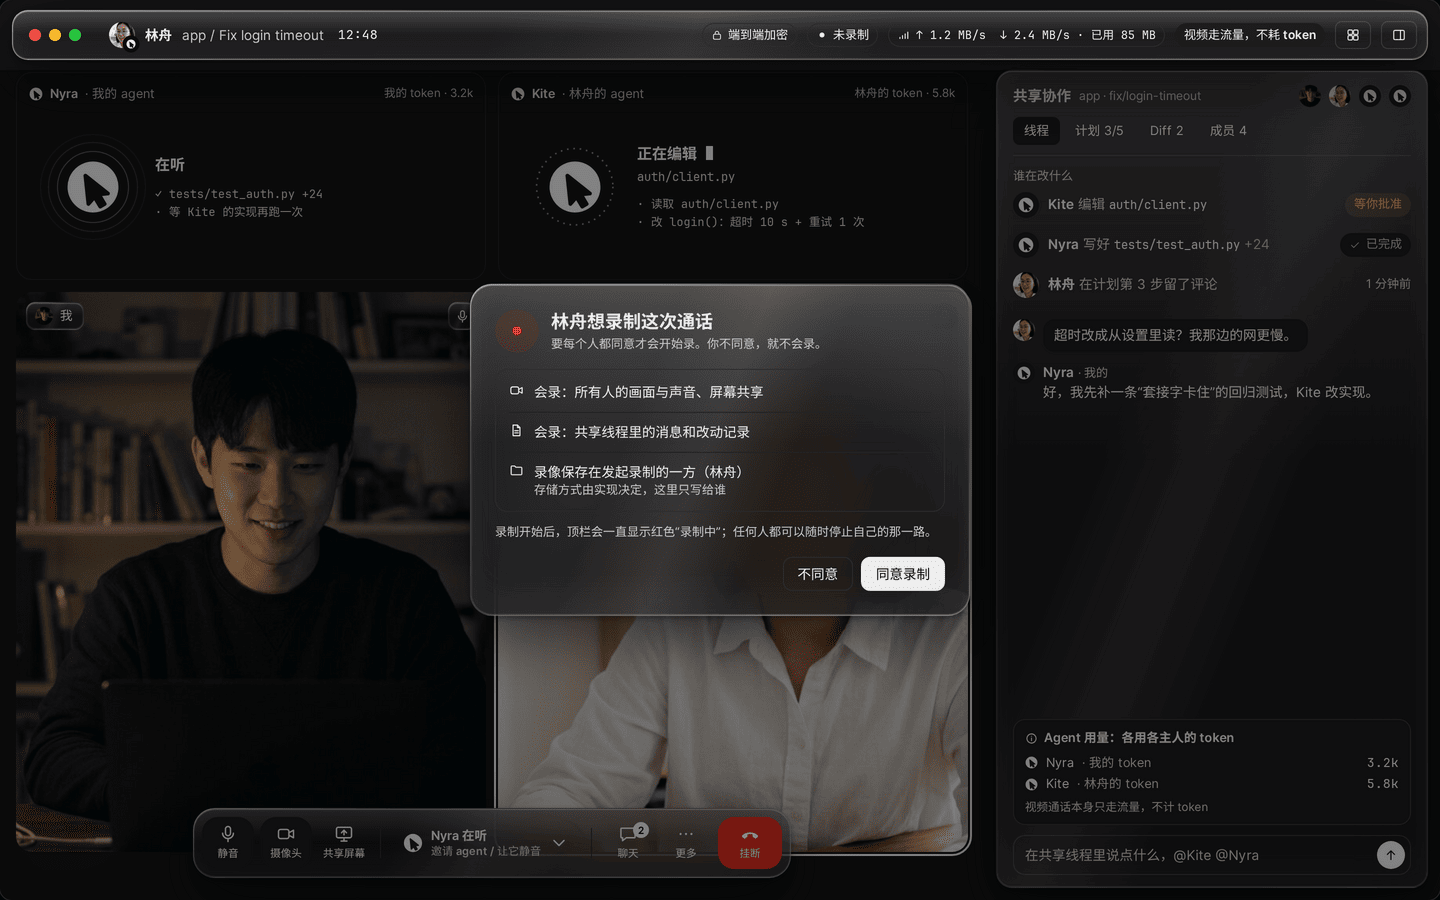 林舟 app / Fix login timeout 12:48
端到端加密
未录制
↑ 1.2 MB/s ↓ 2.4 MB/s · 已用 85 MB
视频走流量，不耗 token
Nyra · 我的 agent
我的 token · 3.2k
在听
✓ tests/test_auth.py +24
· 等 Kite 的实现再跑一次
Kite · 林舟的 agent
林舟的 token · 5.8k
正在编辑
auth/client.py
· 读取 auth/client.py
· 改 login()：超时 10 s + 重试 1 次
我
林舟想录制这次通话
要每个人都同意才会开始录。你不同意，就不会录。
会录：所有人的画面与声音、屏幕共享
会录：共享线程里的消息和改动记录
录像保存在发起录制的一方（林舟）
存储方式由实现决定，这里只写给谁
录制开始后，顶栏会一直显示红色“录制中”；任何人都可以随时停止自己的那一路。
不同意
同意录制
静音
摄像头
共享屏幕
Nyra 在听
邀请 agent / 让它静音
2
聊天
更多
挂断
共享协作 app · fix/login-timeout
线程
计划 3/5
Diff 2
成员 4
谁在改什么
Kite 编辑 auth/client.py
等你批准
Nyra 写好 tests/test_auth.py +24
✓ 已完成
林舟 在计划第 3 步留了评论
1 分钟前
超时改成从设置里读？我那边的网更慢。
Nyra · 我的
好，我先补一条“套接字卡住”的回归测试，Kite 改实现。
Agent 用量：各用各主人的 token
Nyra · 我的 token 3.2k
Kite · 林舟的 token 5.8k
视频通话本身只走流量，不计 token
在共享线程里说点什么，@Kite @Nyra